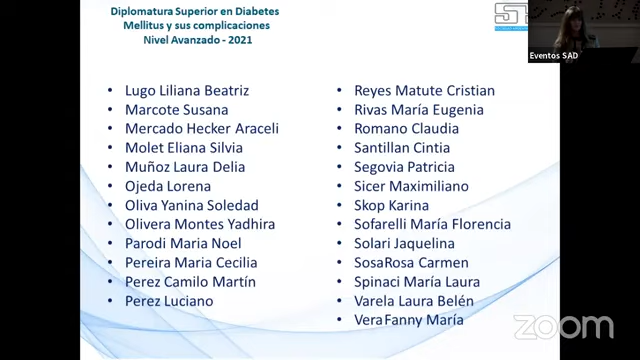 Diplomatura Superior en Diabetes
Mellitus y sus complicaciones
Nivel Avanzado - 2021
Eventos SAD
• Lugo Liliana Beatriz
• Marcote Susana
• Mercado Hecker Araceli
• Molet Eliana Silvia
• Muñoz Laura Delia
• Ojeda Lorena
• Oliva Yanina Soledad
• Olivera Montes Yadhira
• Parodi Maria Noel
• Pereira Maria Cecilia
• Perez Camilo Martín
• Perez Luciano
• Reyes Matute Cristian
• Rivas María Eugenia
• Romano Claudia
• Santillan Cintia
• Segovia Patricia
• Sicer Maximiliano
• Skop Karina
• Sofarelli María Florencia
• Solari Jaquelina
• SosaRosa Carmen
• Spinaci María Laura
• Varela Laura Belén
• Vera Fanny María
zoom